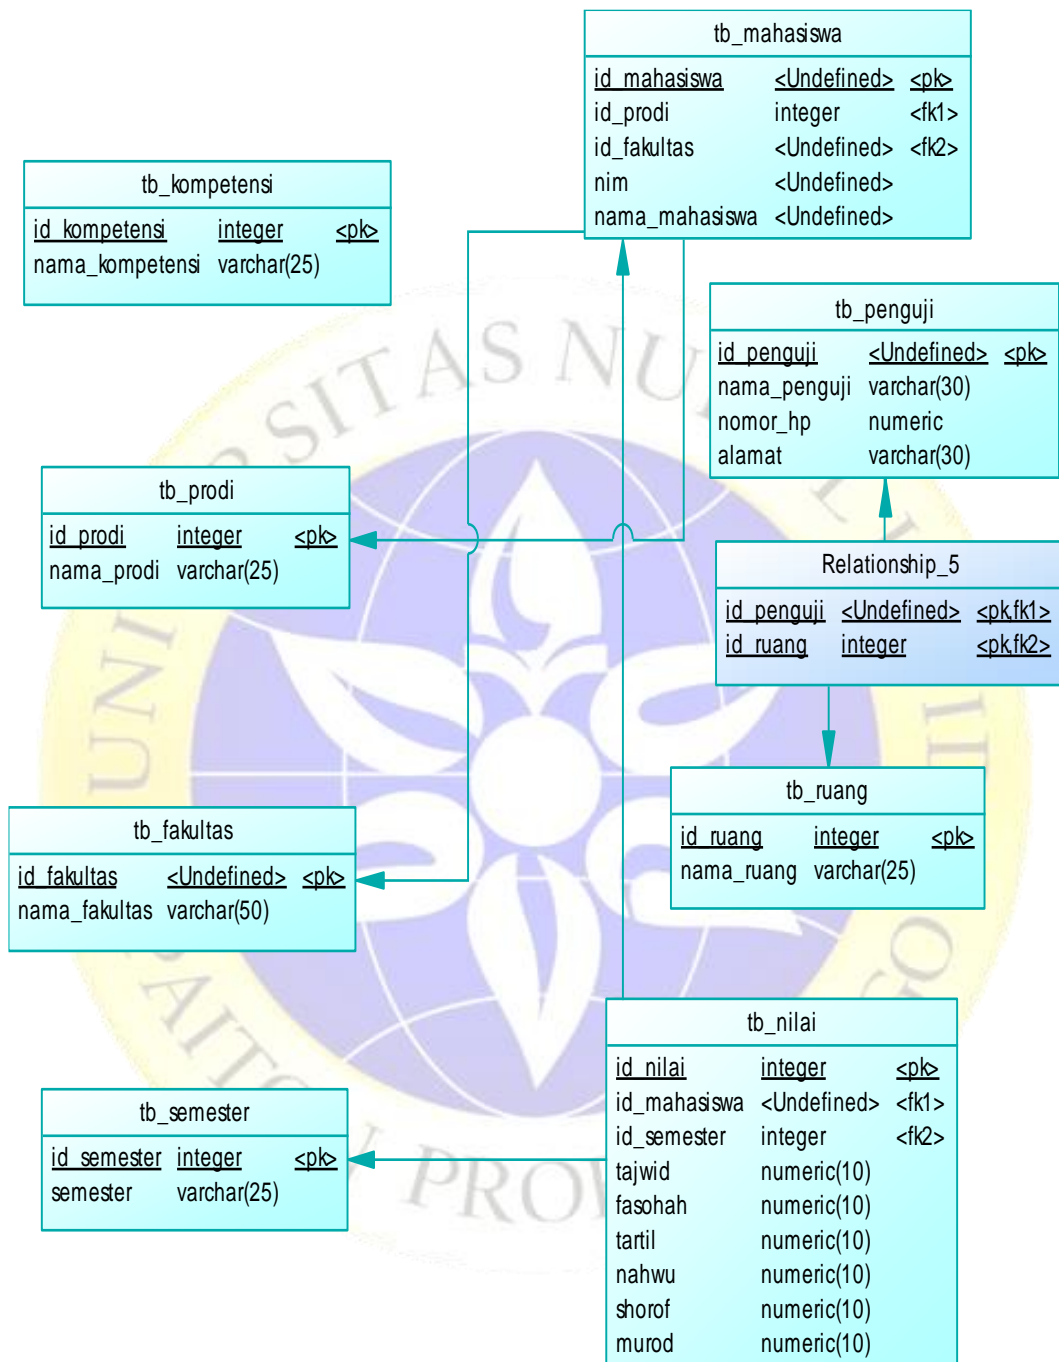 tb_mahasiswa
id_mahasiswa <Undefined> <pk>
id_prodi integer <fk1>
id_fakultas <Undefined> <fk2>
nim <Undefined>
nama_mahasiswa <Undefined>
tb_kompetensi
id_kompetensi integer <pk>
nama_kompetensi varchar(25)
tb_penguji
id_penguji <Undefined> <pk>
nama_penguji varchar(30)
nomor_hp numeric
alamat varchar(30)
tb_prodi
id_prodi integer <pk>
nama_prodi varchar(25)
Relationship_5
id_penguji <Undefined> <pk,fk1>
id_ruang integer <pk,fk2>
tb_ruang
id_ruang integer <pk>
nama_ruang varchar(25)
tb_fakultas
id_fakultas <Undefined> <pk>
nama_fakultas varchar(50)
tb_nilai
id_nilai integer <pk>
id_mahasiswa <Undefined> <fk1>
id_semester integer <fk2>
tajwid numeric(10)
fasohah numeric(10)
tartil numeric(10)
nahwu numeric(10)
shorof numeric(10)
murod numeric(10)
tb_semester
id_semester integer <pk>
semester varchar(25)